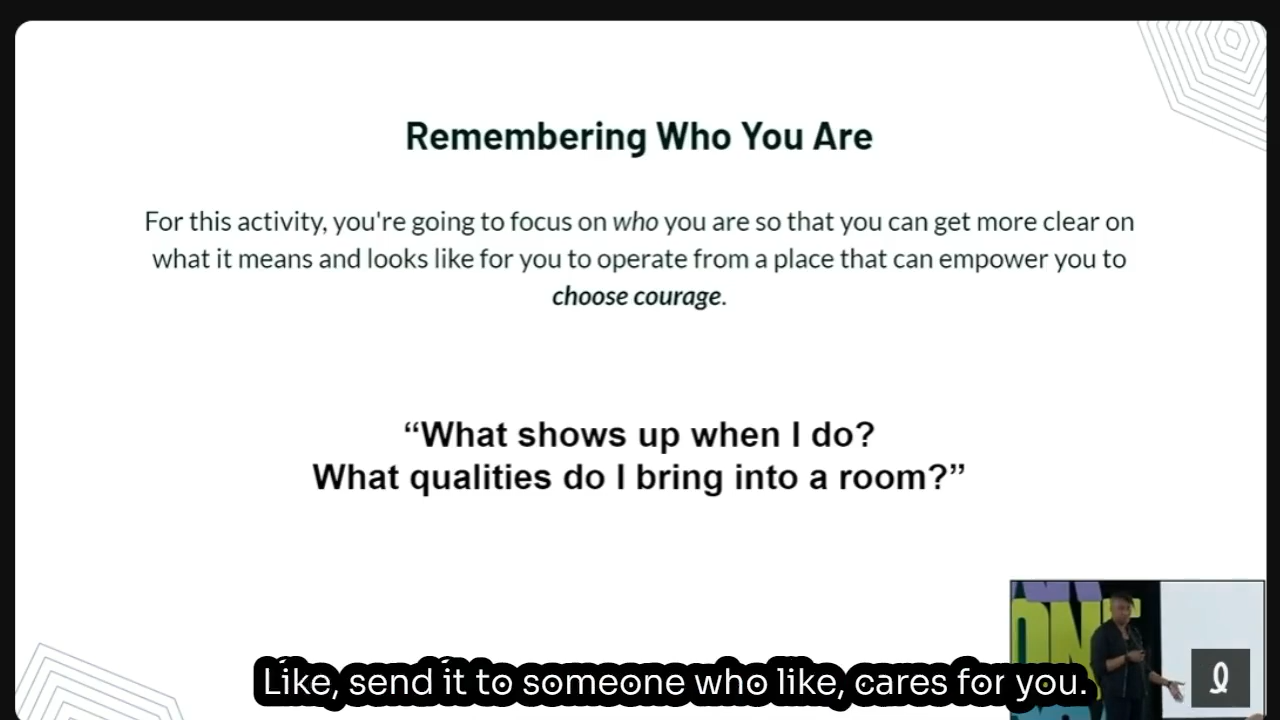 Remembering Who You Are
For this activity, you're going to focus on who you are so that you can get more clear on
what it means and looks like for you to operate from a place that can empower you to
choose courage.
“What shows up when I do?
What qualities do I bring into a room?”
Like, send it to someone who like, cares for you.